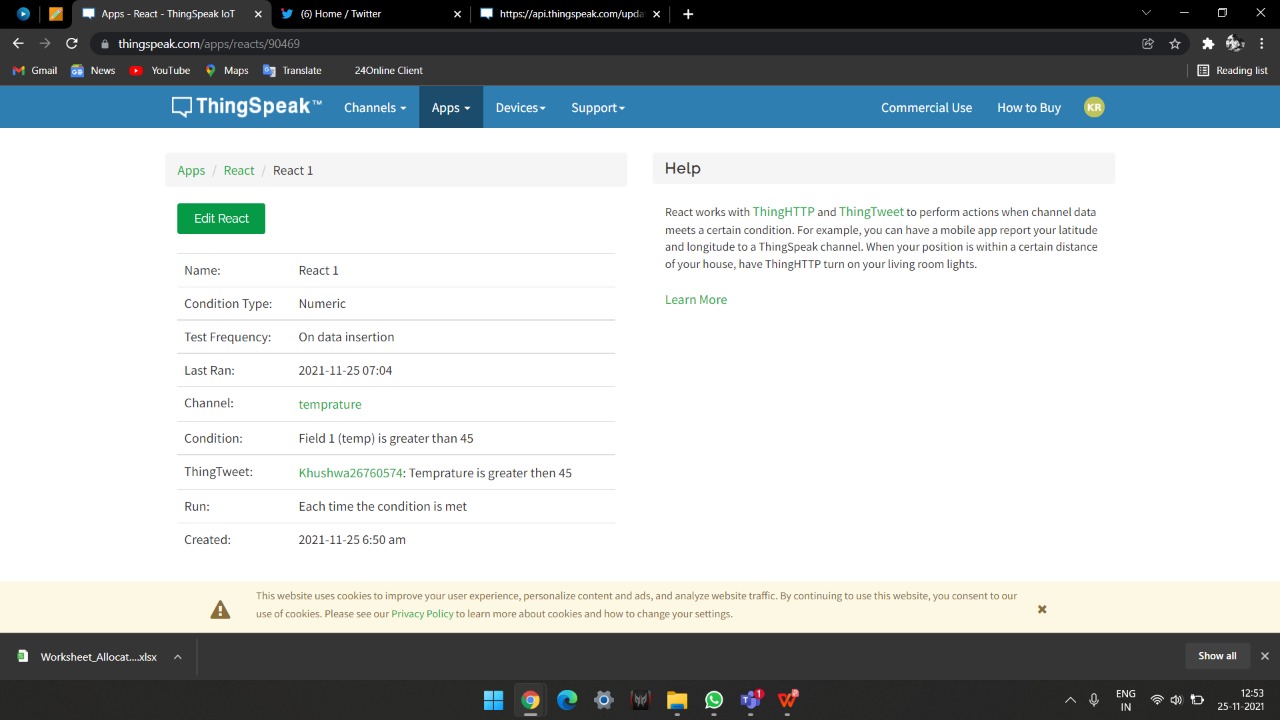 Apps - React - ThingSpeak IoT
(6) Home / Twitter
https://api.thingspeak.com/upda
thingspeak.com/apps/reacts/90469
Gmail
News
YouTube
Maps
Translate
24Online Client
Reading list
ThingSpeak™
Channels
Apps
Devices
Support
Commercial Use
How to Buy
KR
Apps / React / React 1
Edit React
Name: React 1
Condition Type: Numeric
Test Frequency: On data insertion
Last Ran: 2021-11-25 07:04
Channel: temprature
Condition: Field 1 (temp) is greater than 45
ThingTweet: Khushwa26760574: Temprature is greater then 45
Run: Each time the condition is met
Created: 2021-11-25 6:50 am
Help
React works with ThingHTTP and ThingTweet to perform actions when channel data
meets a certain condition. For example, you can have a mobile app report your latitude
and longitude to a ThingSpeak channel. When your position is within a certain distance
of your house, have ThingHTTP turn on your living room lights.
Learn More
This website uses cookies to improve your user experience, personalize content and ads, and analyze website traffic. By continuing to use this website, you consent to our
use of cookies. Please see our Privacy Policy to learn more about cookies and how to change your settings.
Worksheet_Allocat....xlsx
Show all
ENG
IN
12:53
25-11-2021